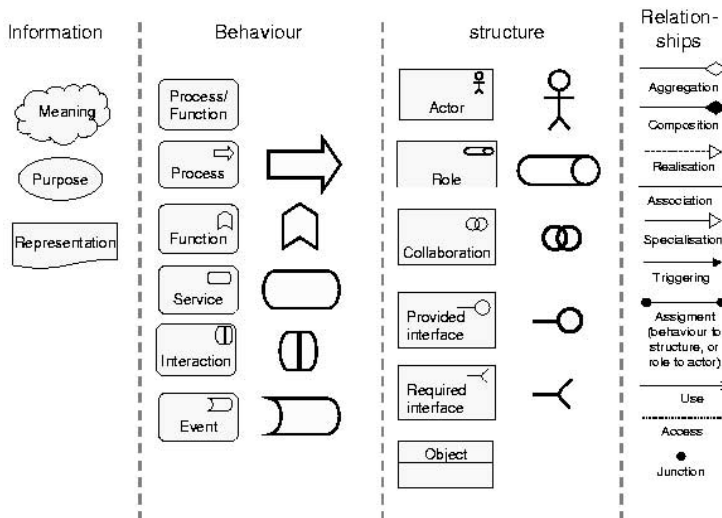 Information
Meaning
Purpose
Representation
Behaviour
Process/
Function
Process
Function
Service
Interaction
Event
structure
Actor
Role
Collaboration
Provided
interface
Required
interface
Object
Relation-
ships
Aggregation
Composition
Realisation
Association
Specialisation
Triggering
Assigment
(behaviour to
structure, or
role to actor)
Use
Access
Junction